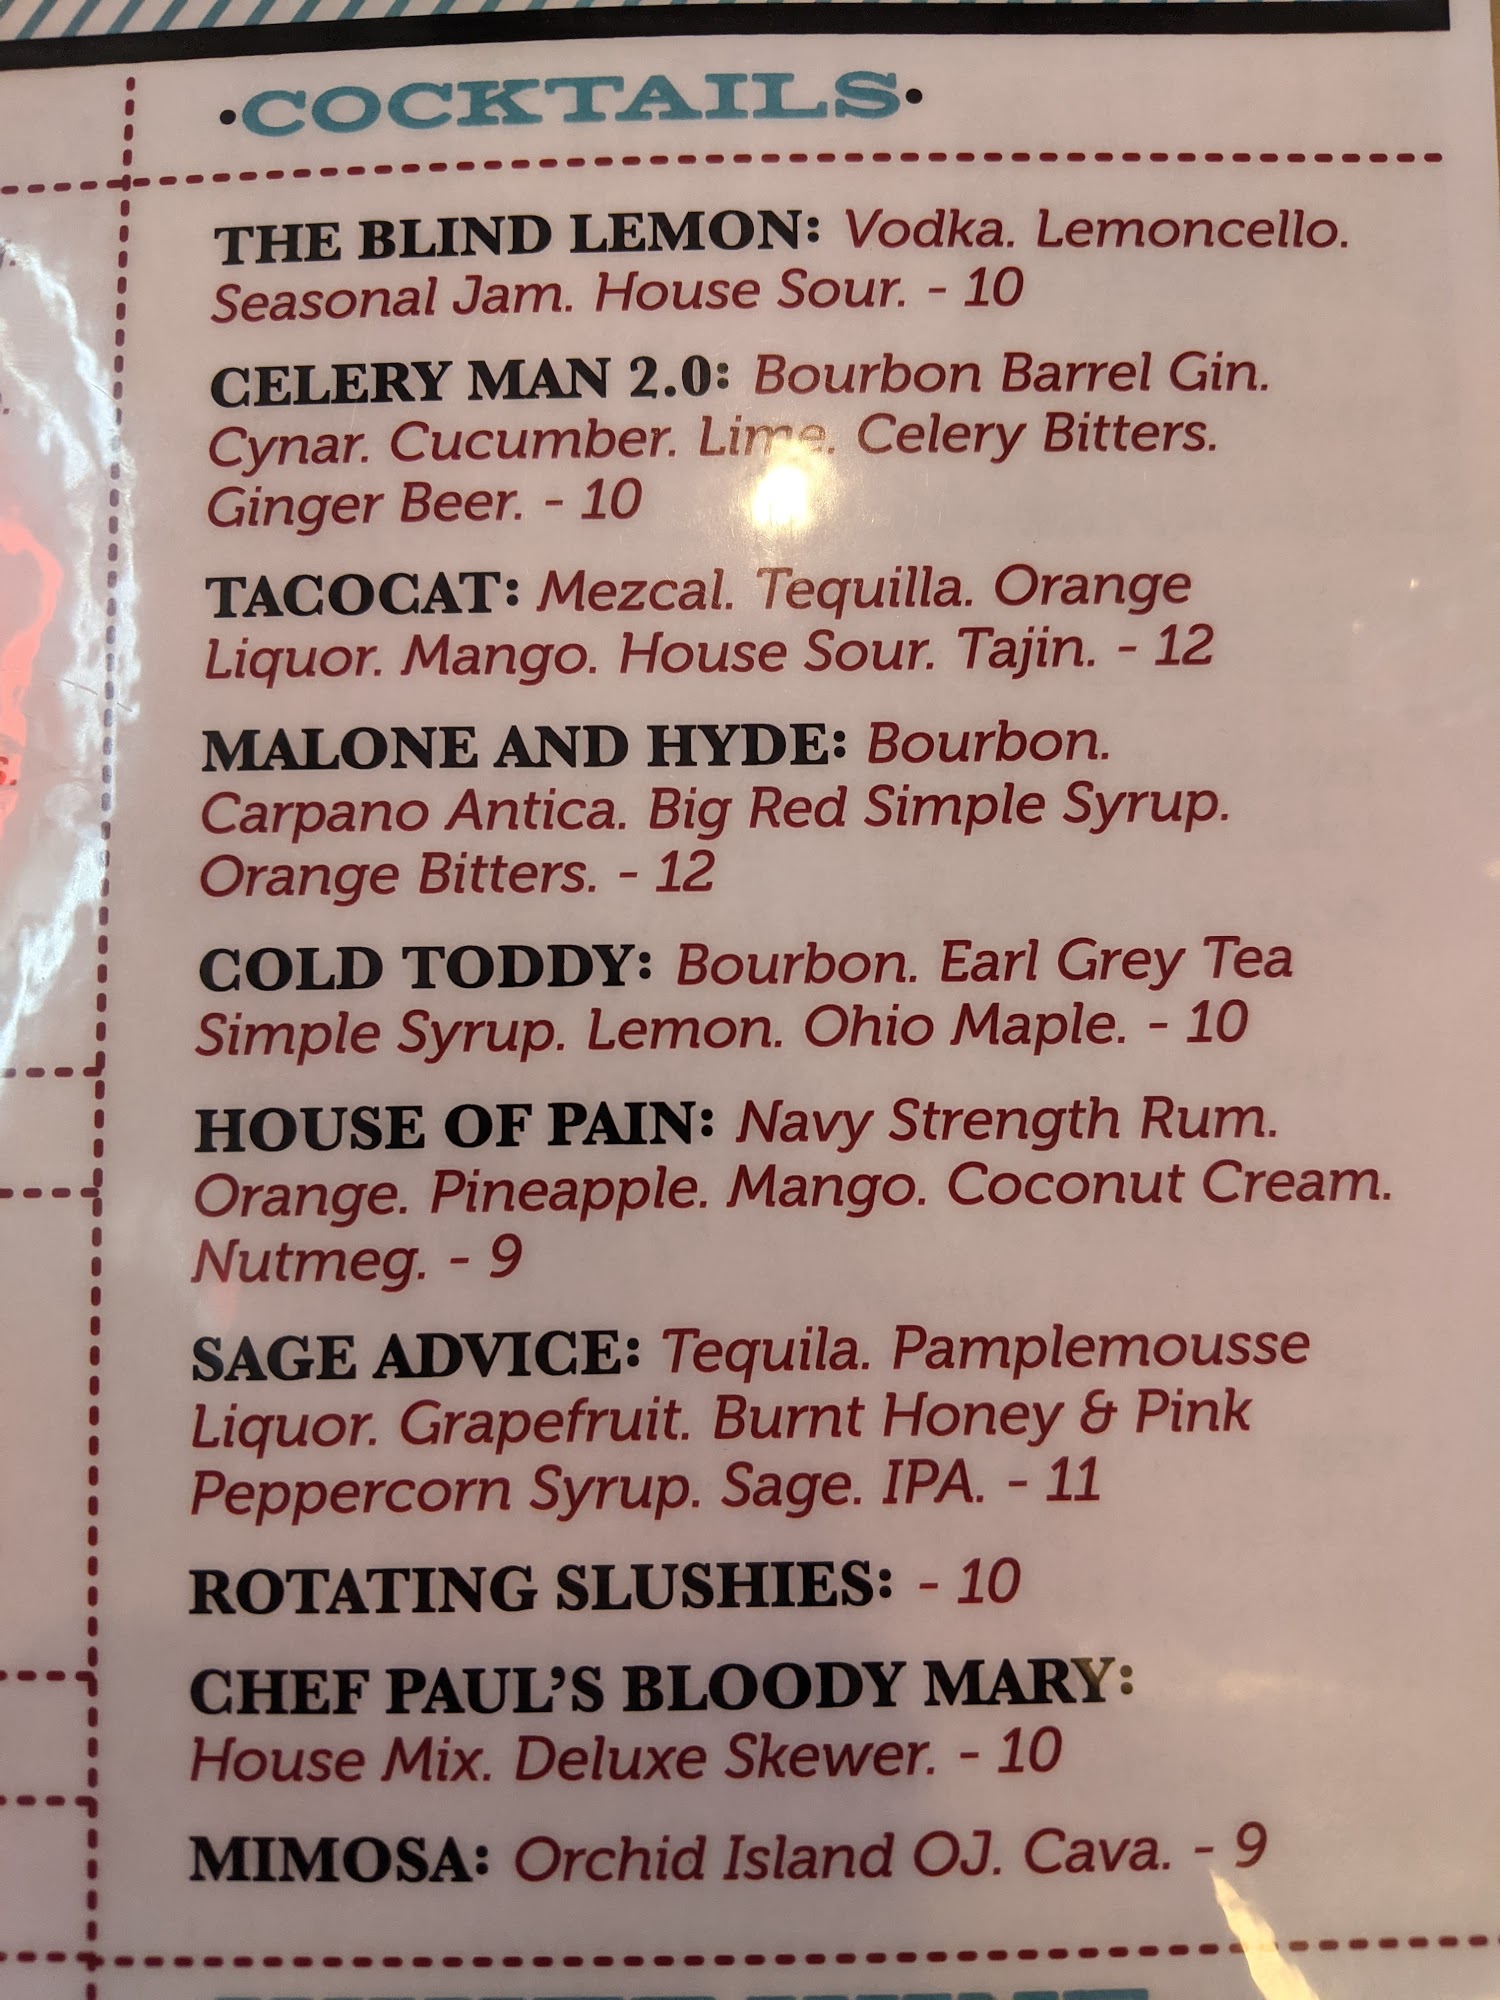 •COCKTAILS•
THE BLIND LEMON: Vodka. Lemoncello.
Seasonal Jam. House Sour. - 10
CELERY MAN 2.0: Bourbon Barrel Gin.
Cynar. Cucumber. Lime. Celery Bitters.
Ginger Beer. - 10
TACOCAT: Mezcal. Tequilla. Orange
Liquor. Mango. House Sour. Tajin. - 12
MALONE AND HYDE: Bourbon.
Carpano Antica. Big Red Simple Syrup.
Orange Bitters. - 12
COLD TODDY: Bourbon. Earl Grey Tea
Simple Syrup. Lemon. Ohio Maple. - 10
HOUSE OF PAIN: Navy Strength Rum.
Orange. Pineapple. Mango. Coconut Cream.
Nutmeg. - 9
SAGE ADVICE: Tequila. Pamplemousse
Liquor. Grapefruit. Burnt Honey & Pink
Peppercorn Syrup. Sage. IPA. - 11
ROTATING SLUSHIES: - 10
CHEF PAUL'S BLOODY MARY:
House Mix. Deluxe Skewer. - 10
MIMOSA: Orchid Island OJ. Cava. - 9